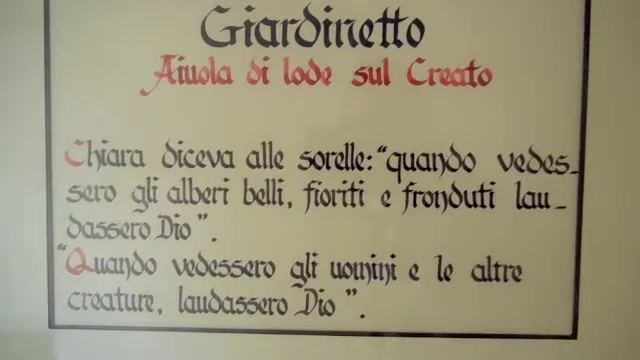 Giardinetto
Aiuola di lode sul Creato
Chiara diceva alle sorelle: "quando vedes-
sero gli alberi belli, fioriti e fronduti lau-
dassero Dio".
"Quando vedessero gli uomini e le altre
creature, laudassero Dio".